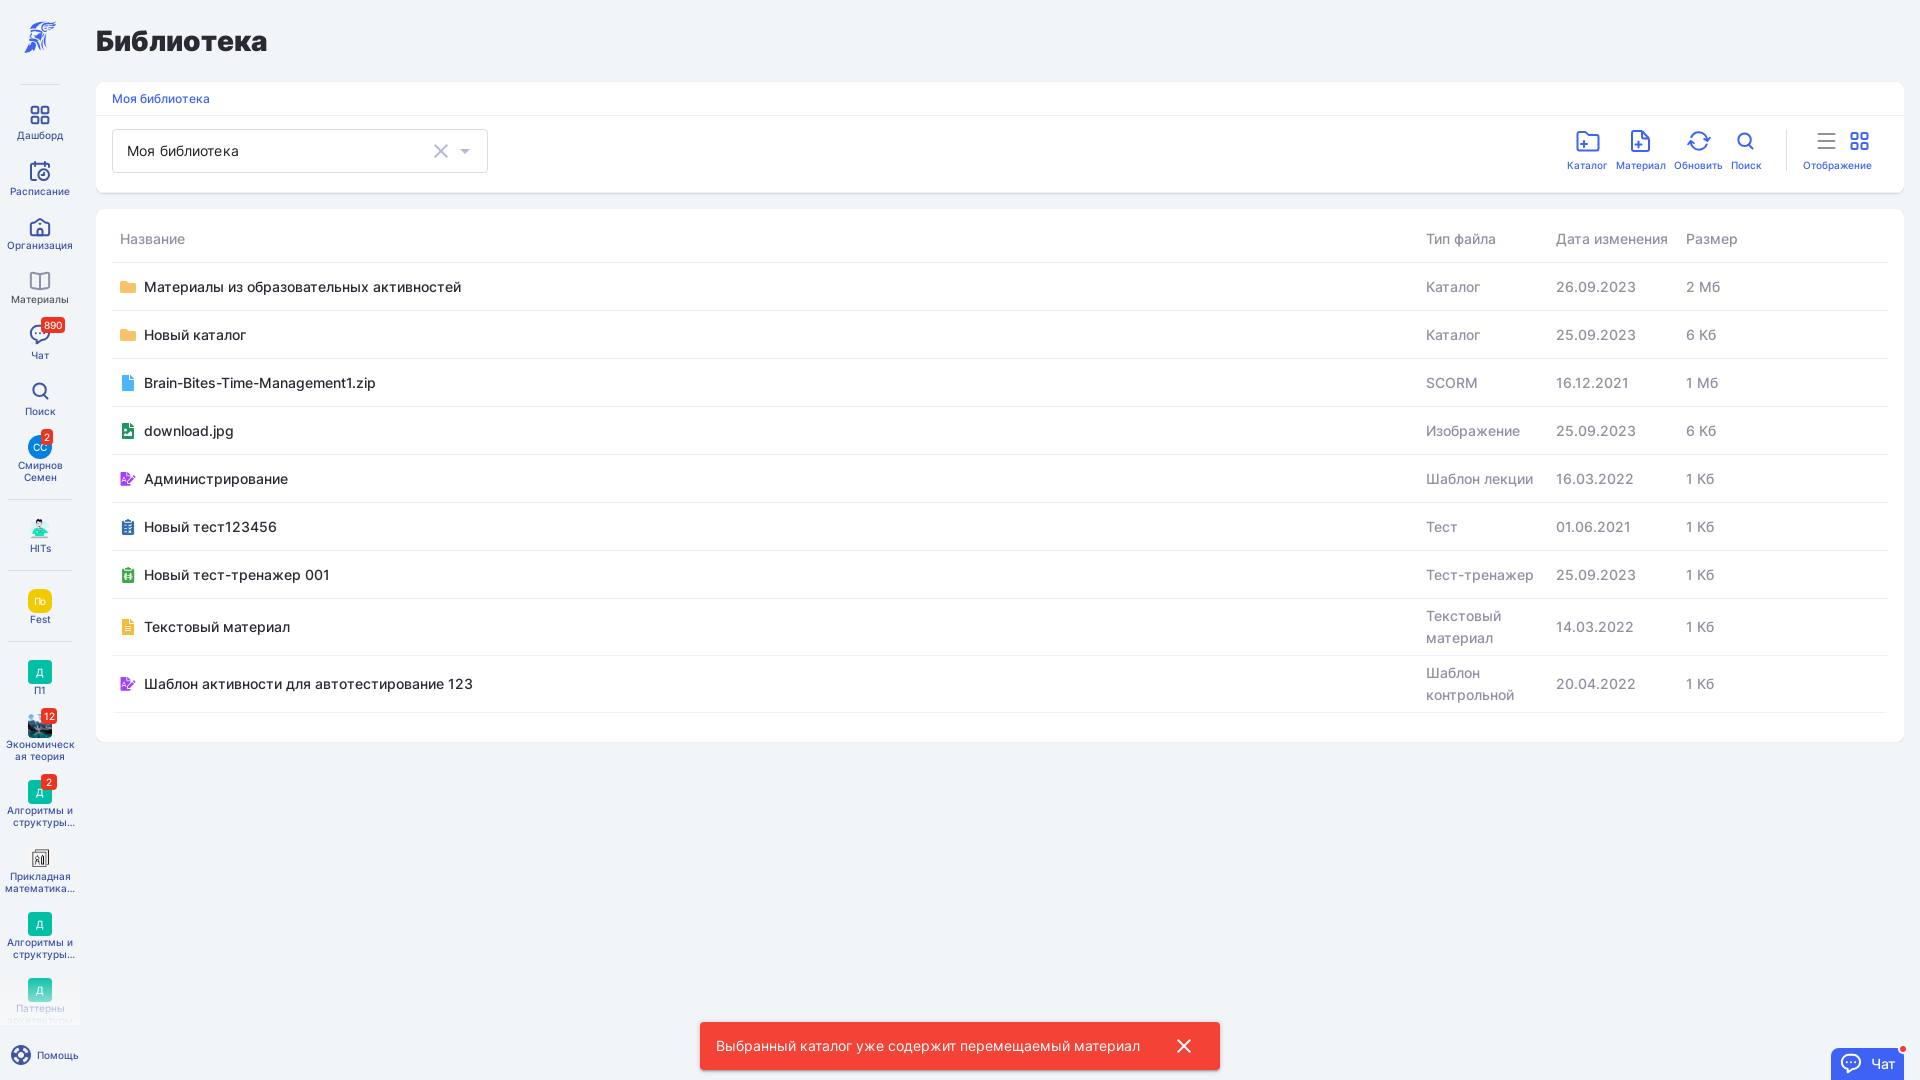 Библиотека
Моя библиотека
Моя библиотека
Каталог
Материал
Обновить
Поиск
Отображение
Название Тип файла Дата изменения Размер
Материалы из образовательных активностей Каталог 26.09.2023 2 Мб
Новый каталог Каталог 25.09.2023 6 Кб
Brain-Bites-Time-Management1.zip SCORM 16.12.2021 1 Мб
download.jpg Изображение 25.09.2023 6 Кб
Администрирование Шаблон лекции 16.03.2022 1 Кб
Новый тест123456 Тест 01.06.2021 1 Кб
Новый тест-тренажер 001 Тест-тренажер 25.09.2023 1 Кб
Текстовый материал Текстовый
материал 14.03.2022 1 Кб
Шаблон активности для автотестирование 123 Шаблон
контрольной 20.04.2022 1 Кб
Дашборд
Расписание
Организация
Материалы
890
Чат
Поиск
СС
2
Смирнов
Семен
HITs
По
Fest
Д
П1
12
Экономическ
ая теория
Д
2
Алгоритмы и
структуры...
Прикладная
математика...
Д
Алгоритмы и
структуры...
Д
Паттерны
Помощь
Выбранный каталог уже содержит перемещаемый материал
Чат